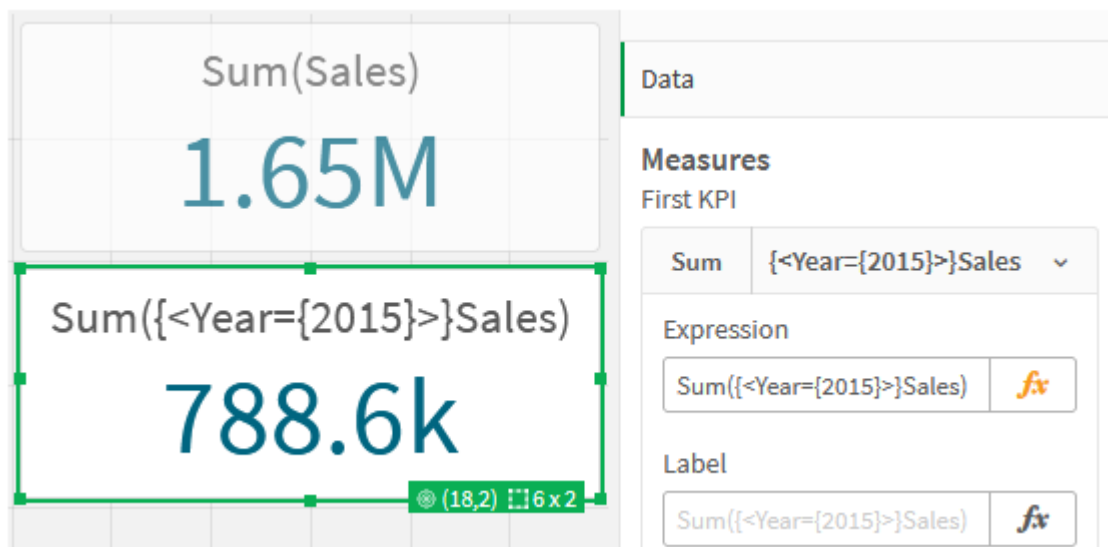 Sum(Sales)
1.65M
Sum({<Year={2015}>}Sales)
788.6k
(18,2) 6 x 2
Data
Measures
First KPI
Sum {<Year={2015}>}Sales
Expression
Sum({<Year={2015}>}Sales) fx
Label
Sum({<Year={2015}>}Sales) fx